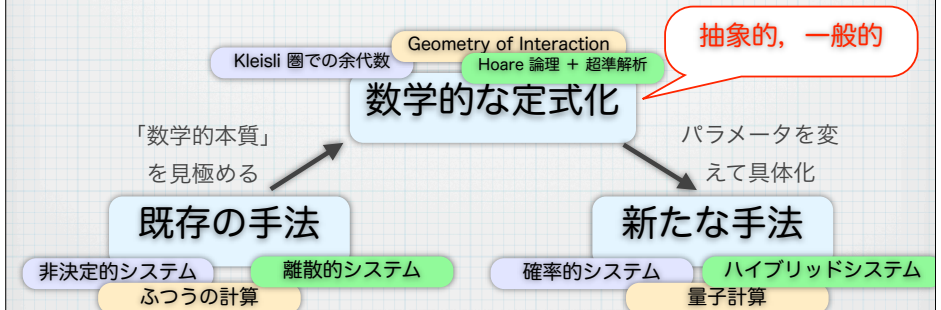 Geometry of Interaction
Kleisli 圏での余代数
Hoare 論理 + 超準解析
抽象的, 一般的
数学的な定式化
「数学的本質」
を見極める
パラメータを変
えて具体化
既存の手法
非決定的システム
離散的システム
ふつうの計算
新たな手法
確率的システム
ハイブリッドシステム
量子計算